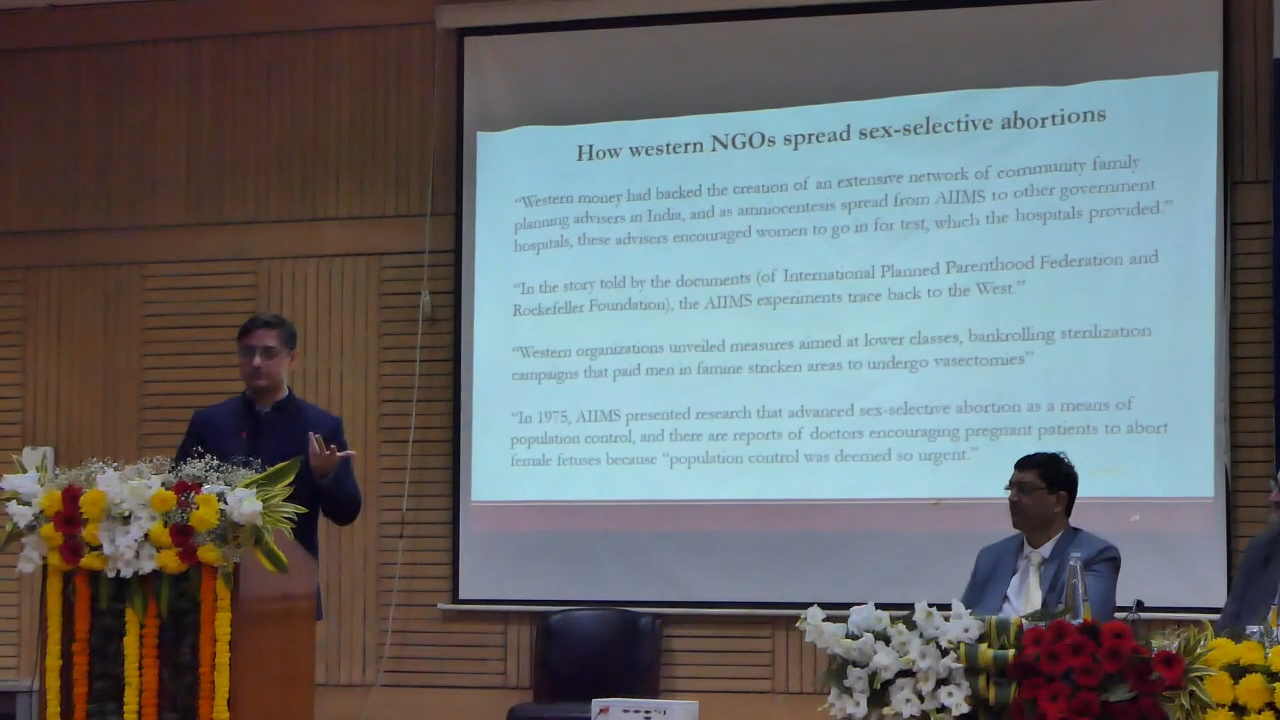 How western NGOs spread sex-selective abortions
“Western money had backed the creation of an extensive network of community family
planning advisers in India, and as amniocentesis spread from AIIMS to other government
hospitals, these advisers encouraged women to go in for test, which the hospitals provided.”
“In the story told by the documents (of International Planned Parenthood Federation and
Rockefeller Foundation), the AIIMS experiments trace back to the West.”
“Western organizations unveiled measures aimed at lower classes, bankrolling sterilization
campaigns that paid men in famine stricken areas to undergo vasectomies”
“In 1975, AIIMS presented research that advanced sex-selective abortion as a means of
population control, and there are reports of doctors encouraging pregnant patients to abort
female fetuses because “population control was deemed so urgent.”
24